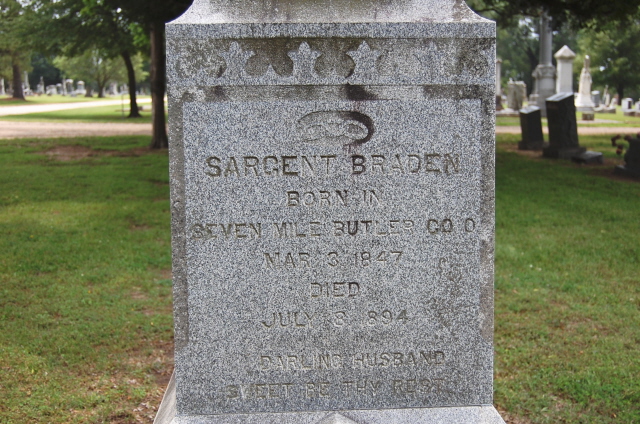 SARGENT BRADEN
BORN IN
SEVEN MILE BUTLER CO O
MAR 3 1847
DIED
JULY 3 1894
DARLING HUSBAND
SWEET BE THY REST